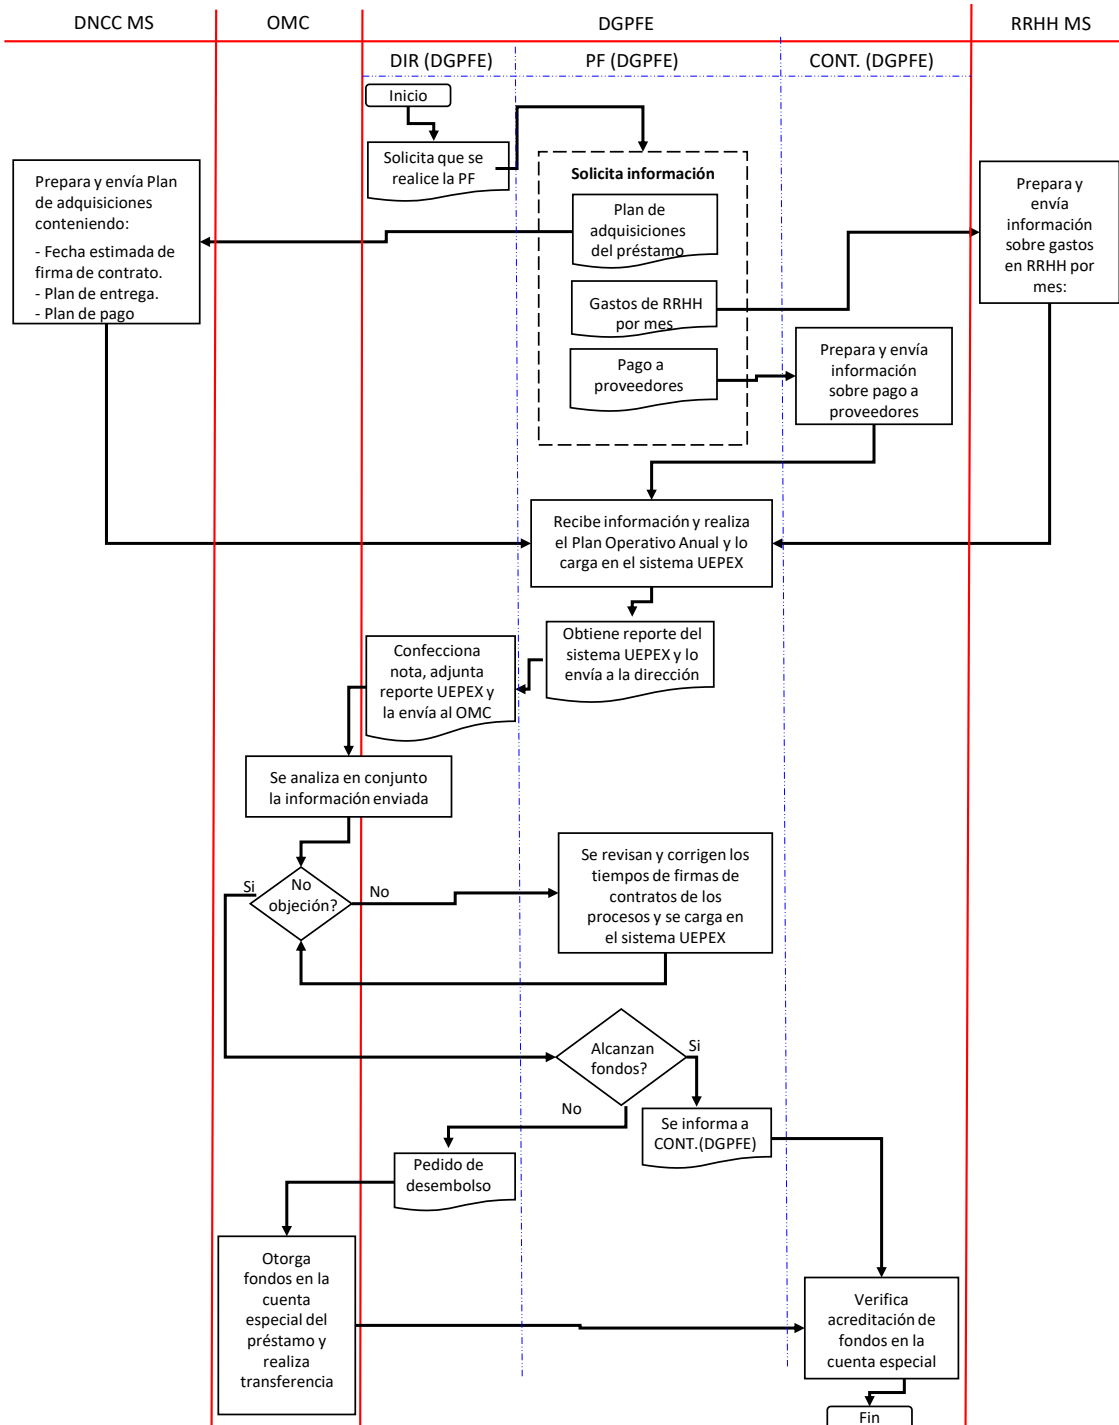 DNCC MS
OMC
DGPFE
RRHH MS
DIR (DGPFE)
PF (DGPFE)
CONT. (DGPFE)
Inicio
Solicita que se
realice la PF
Solicita información
Plan de
adquisiciones
del préstamo
Gastos de RRHH
por mes
Pago a
proveedores
Prepara y envía Plan
de adquisiciones
conteniendo:
- Fecha estimada de
firma de contrato.
- Plan de entrega.
- Plan de pago
Prepara y
envía
información
sobre gastos
en RRHH por
mes:
Prepara y envía
información
sobre pago a
proveedores
Recibe información y realiza
el Plan Operativo Anual y lo
carga en el sistema UEPEX
Obtiene reporte del
sistema UEPEX y lo
envía a la dirección
Confecciona
nota, adjunta
reporte UEPEX y
la envía al OMC
Se analiza en conjunto
la información enviada
No
objeción?
Si
No
Se revisan y corrigen los
tiempos de firmas de
contratos de los
procesos y se carga en
el sistema UEPEX
Alcanzan
fondos?
Si
No
Se informa a
CONT.(DGPFE)
Pedido de
desembolso
Otorga
fondos en la
cuenta
especial del
préstamo y
realiza
transferencia
Verifica
acreditación de
fondos en la
cuenta especial
Fin